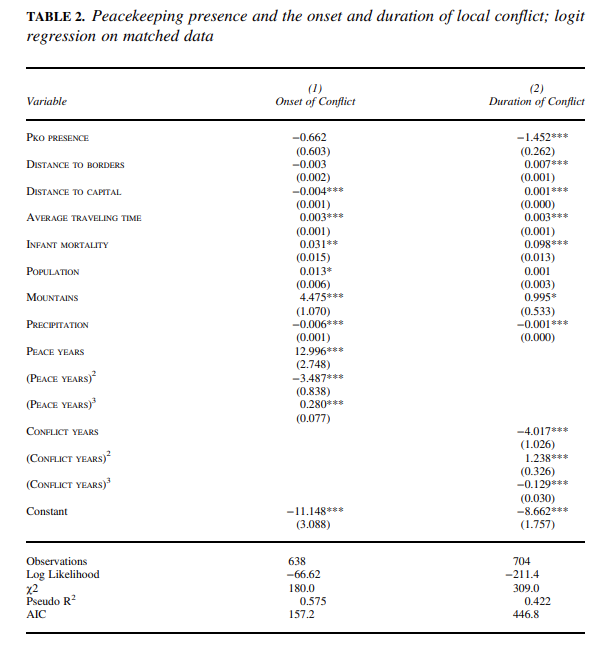 TABLE 2. Peacekeeping presence and the onset and duration of local conflict; logit
regression on matched data
(1) (2)
Variable Onset of Conflict Duration of Conflict
PKO PRESENCE −0.662 −1.452***
(0.603) (0.262)
DISTANCE TO BORDERS −0.003 0.007***
(0.002) (0.001)
DISTANCE TO CAPITAL −0.004*** 0.001***
(0.001) (0.000)
AVERAGE TRAVELING TIME 0.003*** 0.003***
(0.001) (0.001)
INFANT MORTALITY 0.031** 0.098***
(0.015) (0.013)
POPULATION 0.013* 0.001
(0.006) (0.003)
MOUNTAINS 4.475*** 0.995*
(1.070) (0.533)
PRECIPITATION −0.006*** −0.001***
(0.001) (0.000)
PEACE YEARS 12.996***
(2.748)
(PEACE YEARS)² −3.487***
(0.838)
(PEACE YEARS)³ 0.280***
(0.077)
CONFLICT YEARS −4.017***
(1.026)
(CONFLICT YEARS)² 1.238***
(0.326)
(CONFLICT YEARS)³ −0.129***
(0.030)
Constant −11.148*** −8.662***
(3.088) (1.757)
Observations 638 704
Log Likelihood −66.62 −211.4
χ2 180.0 309.0
Pseudo R² 0.575 0.422
AIC 157.2 446.8